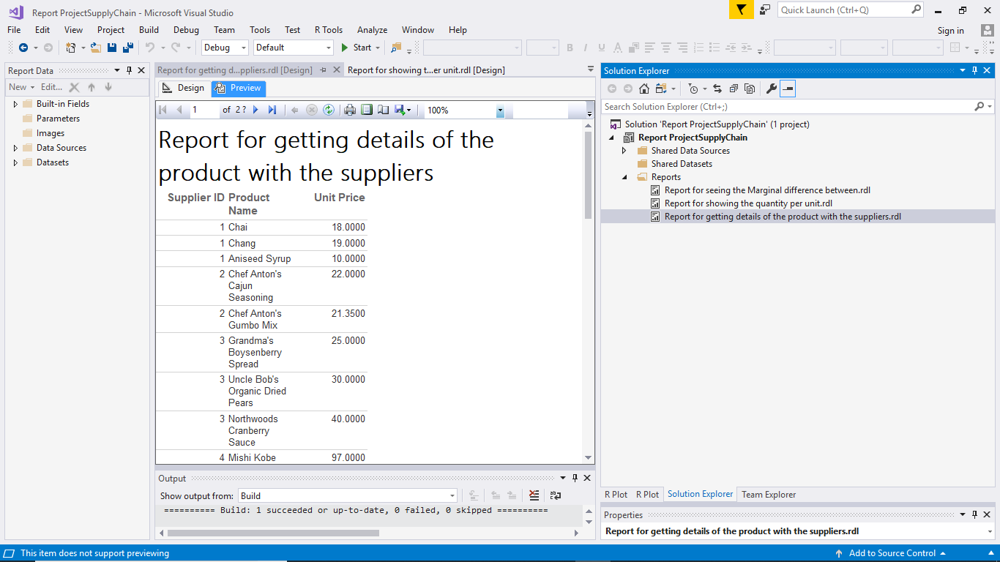 Report ProjectSupplyChain - Microsoft Visual Studio
Quick Launch (Ctrl+Q)
File Edit View Project Build Debug Team Tools Test R Tools Analyze Window Help
Sign in
Debug Default Start
Report Data
New Edit...
Built-in Fields
Parameters
Images
Data Sources
Datasets
Report for getting d...ppliers.rdl [Design] Report for showing t...er unit.rdl [Design]
Design Preview
1 of 2 ? 100%
Report for getting details of the
product with the suppliers
Supplier ID Product Name Unit Price
1 Chai 18.0000
1 Chang 19.0000
1 Aniseed Syrup 10.0000
2 Chef Anton's Cajun Seasoning 22.0000
2 Chef Anton's Gumbo Mix 21.3500
3 Grandma's Boysenberry Spread 25.0000
3 Uncle Bob's Organic Dried Pears 30.0000
3 Northwoods Cranberry Sauce 40.0000
4 Mishi Kobe 97.0000
Output
Show output from: Build
========== Build: 1 succeeded or up-to-date, 0 failed, 0 skipped ==========
Solution Explorer
Search Solution Explorer (Ctrl+;)
Solution 'Report ProjectSupplyChain' (1 project)
Report ProjectSupplyChain
Shared Data Sources
Shared Datasets
Reports
Report for seeing the Marginal difference between.rdl
Report for showing the quantity per unit.rdl
Report for getting details of the product with the suppliers.rdl
R Plot R Plot Solution Explorer Team Explorer
Properties
Report for getting details of the product with the suppliers.rdl
This item does not support previewing
Add to Source Control